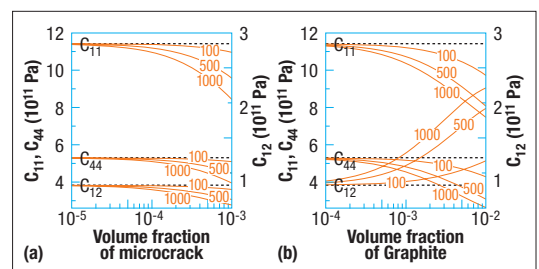 12
10
8
6
4
C11, C44 (10^11 Pa)
C11
100
500
1000
C44
100
500
1000
C12
100
500
1000
3
2
1
C12 (10^11 Pa)
10^-5
10^-4
10^-3
(a)
Volume fraction
of microcrack
12
10
8
6
4
C11, C44 (10^11 Pa)
C11
100
500
1000
1000
500
C44
100
500
1000
C12
100
3
2
1
C12 (10^11 Pa)
10^-4
10^-3
10^-2
(b)
Volume fraction
of Graphite